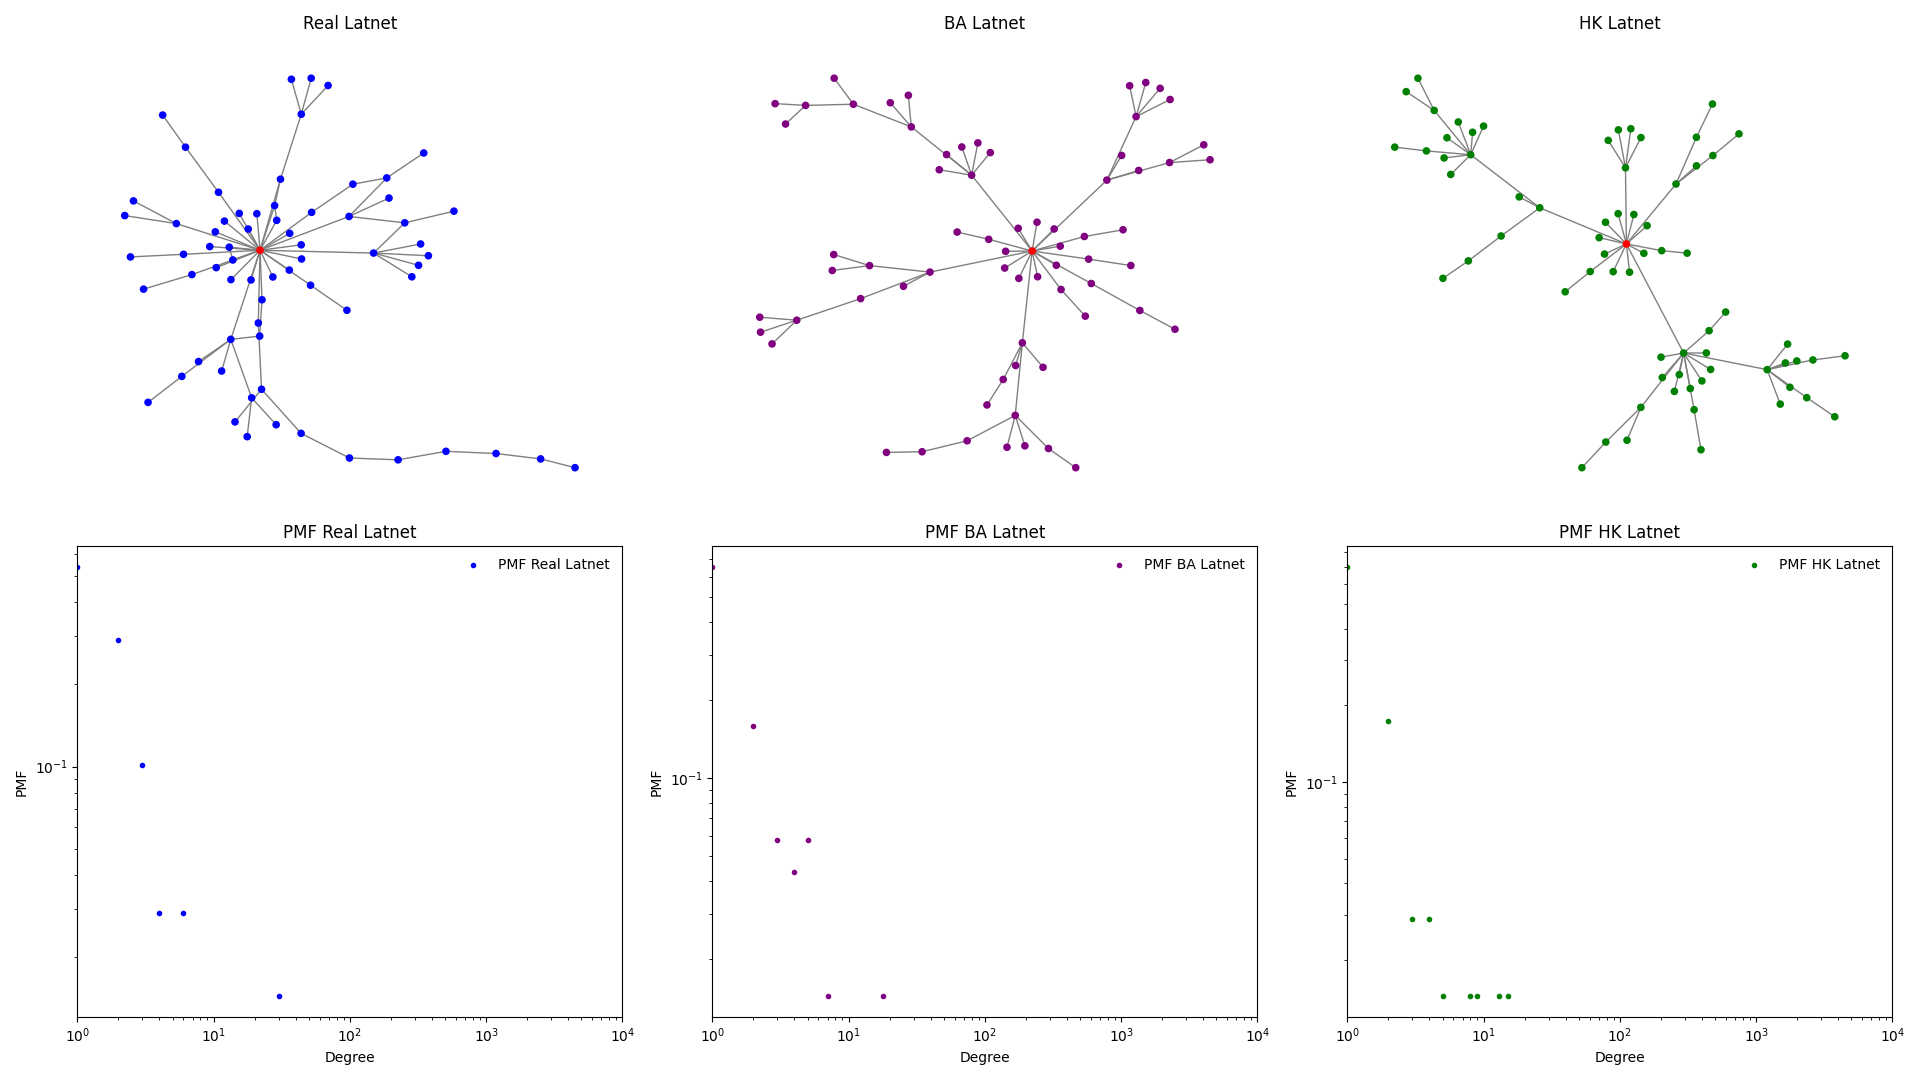 Real Latnet
BA Latnet
HK Latnet
PMF Real Latnet
PMF Real Latnet
PMF
10⁻¹
10⁰ 10¹ 10² 10³ 10⁴
Degree
PMF BA Latnet
PMF BA Latnet
PMF
10⁻¹
10⁰ 10¹ 10² 10³ 10⁴
Degree
PMF HK Latnet
PMF HK Latnet
PMF
10⁻¹
10⁰ 10¹ 10² 10³ 10⁴
Degree